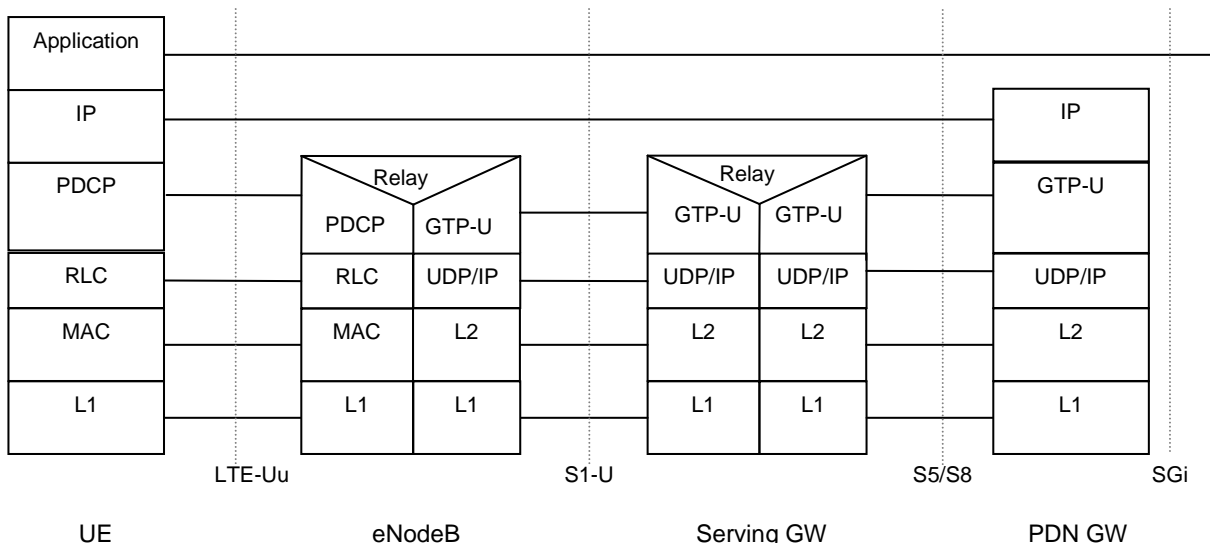 Application
IP
IP
Relay
Relay
PDCP
GTP-U
PDCP
GTP-U
GTP-U
GTP-U
RLC
RLC
UDP/IP
UDP/IP
UDP/IP
UDP/IP
MAC
MAC
L2
L2
L2
L2
L1
L1
L1
L1
L1
L1
LTE-Uu
S1-U
S5/S8
SGi
UE
eNodeB
Serving GW
PDN GW